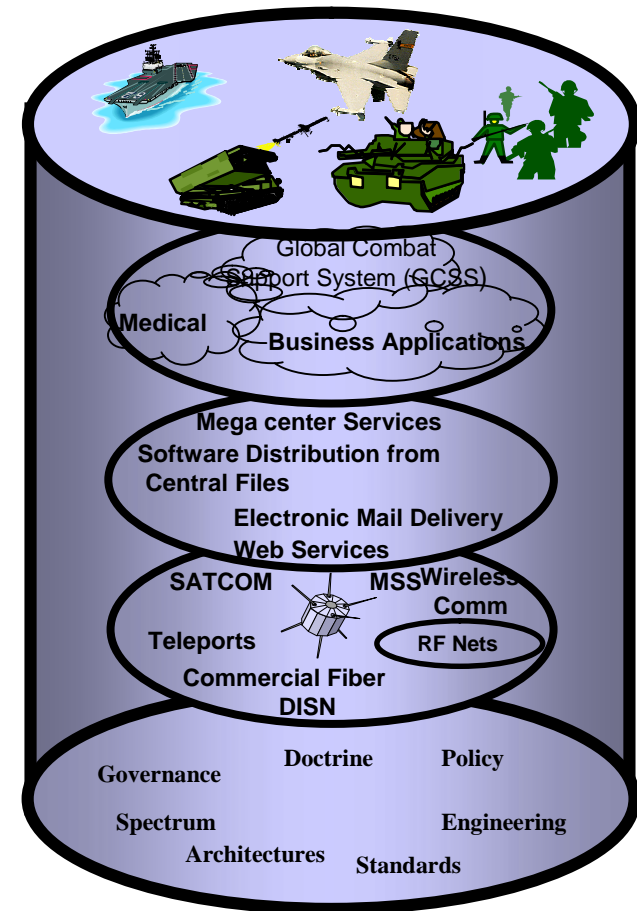 Global Combat
Support System (GCSS)
Medical
Business Applications
Mega center Services
Software Distribution from
Central Files
Electronic Mail Delivery
Web Services
SATCOM
MSS
Wireless
Comm
Teleports
RF Nets
Commercial Fiber
DISN
Doctrine
Policy
Governance
Spectrum
Engineering
Architectures
Standards